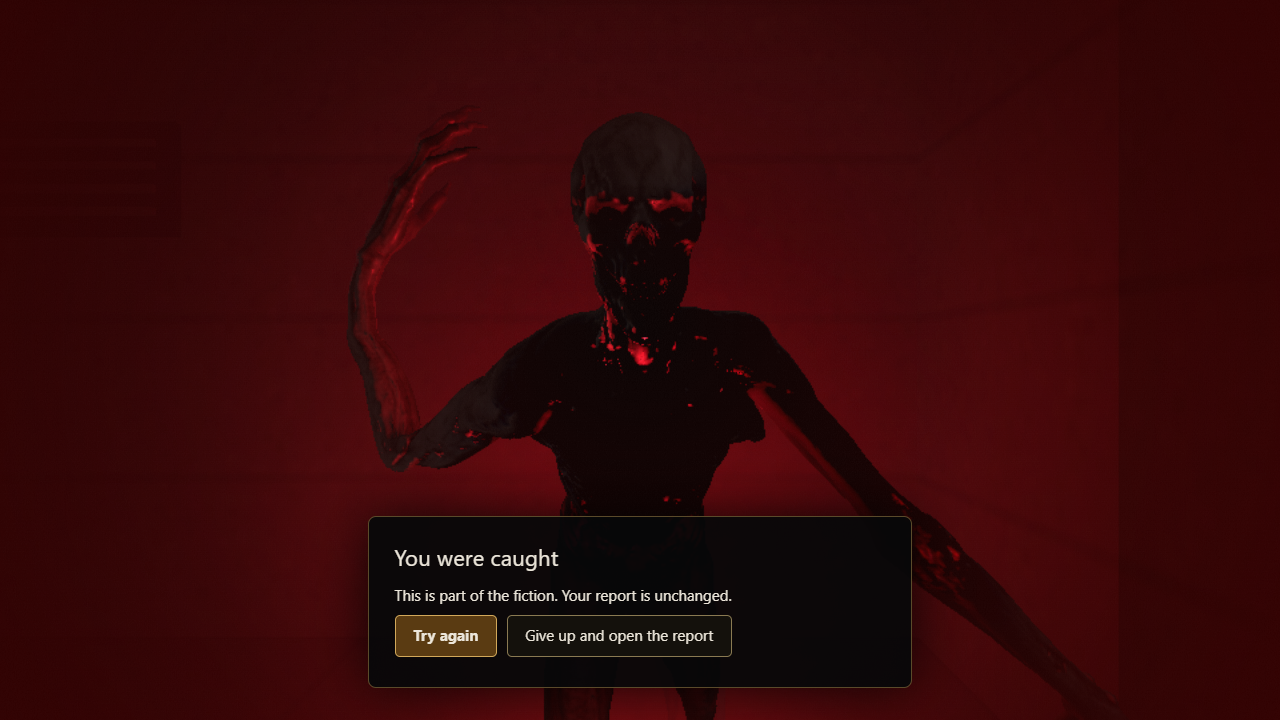 You were caught
This is part of the fiction. Your report is unchanged.
Try again
Give up and open the report